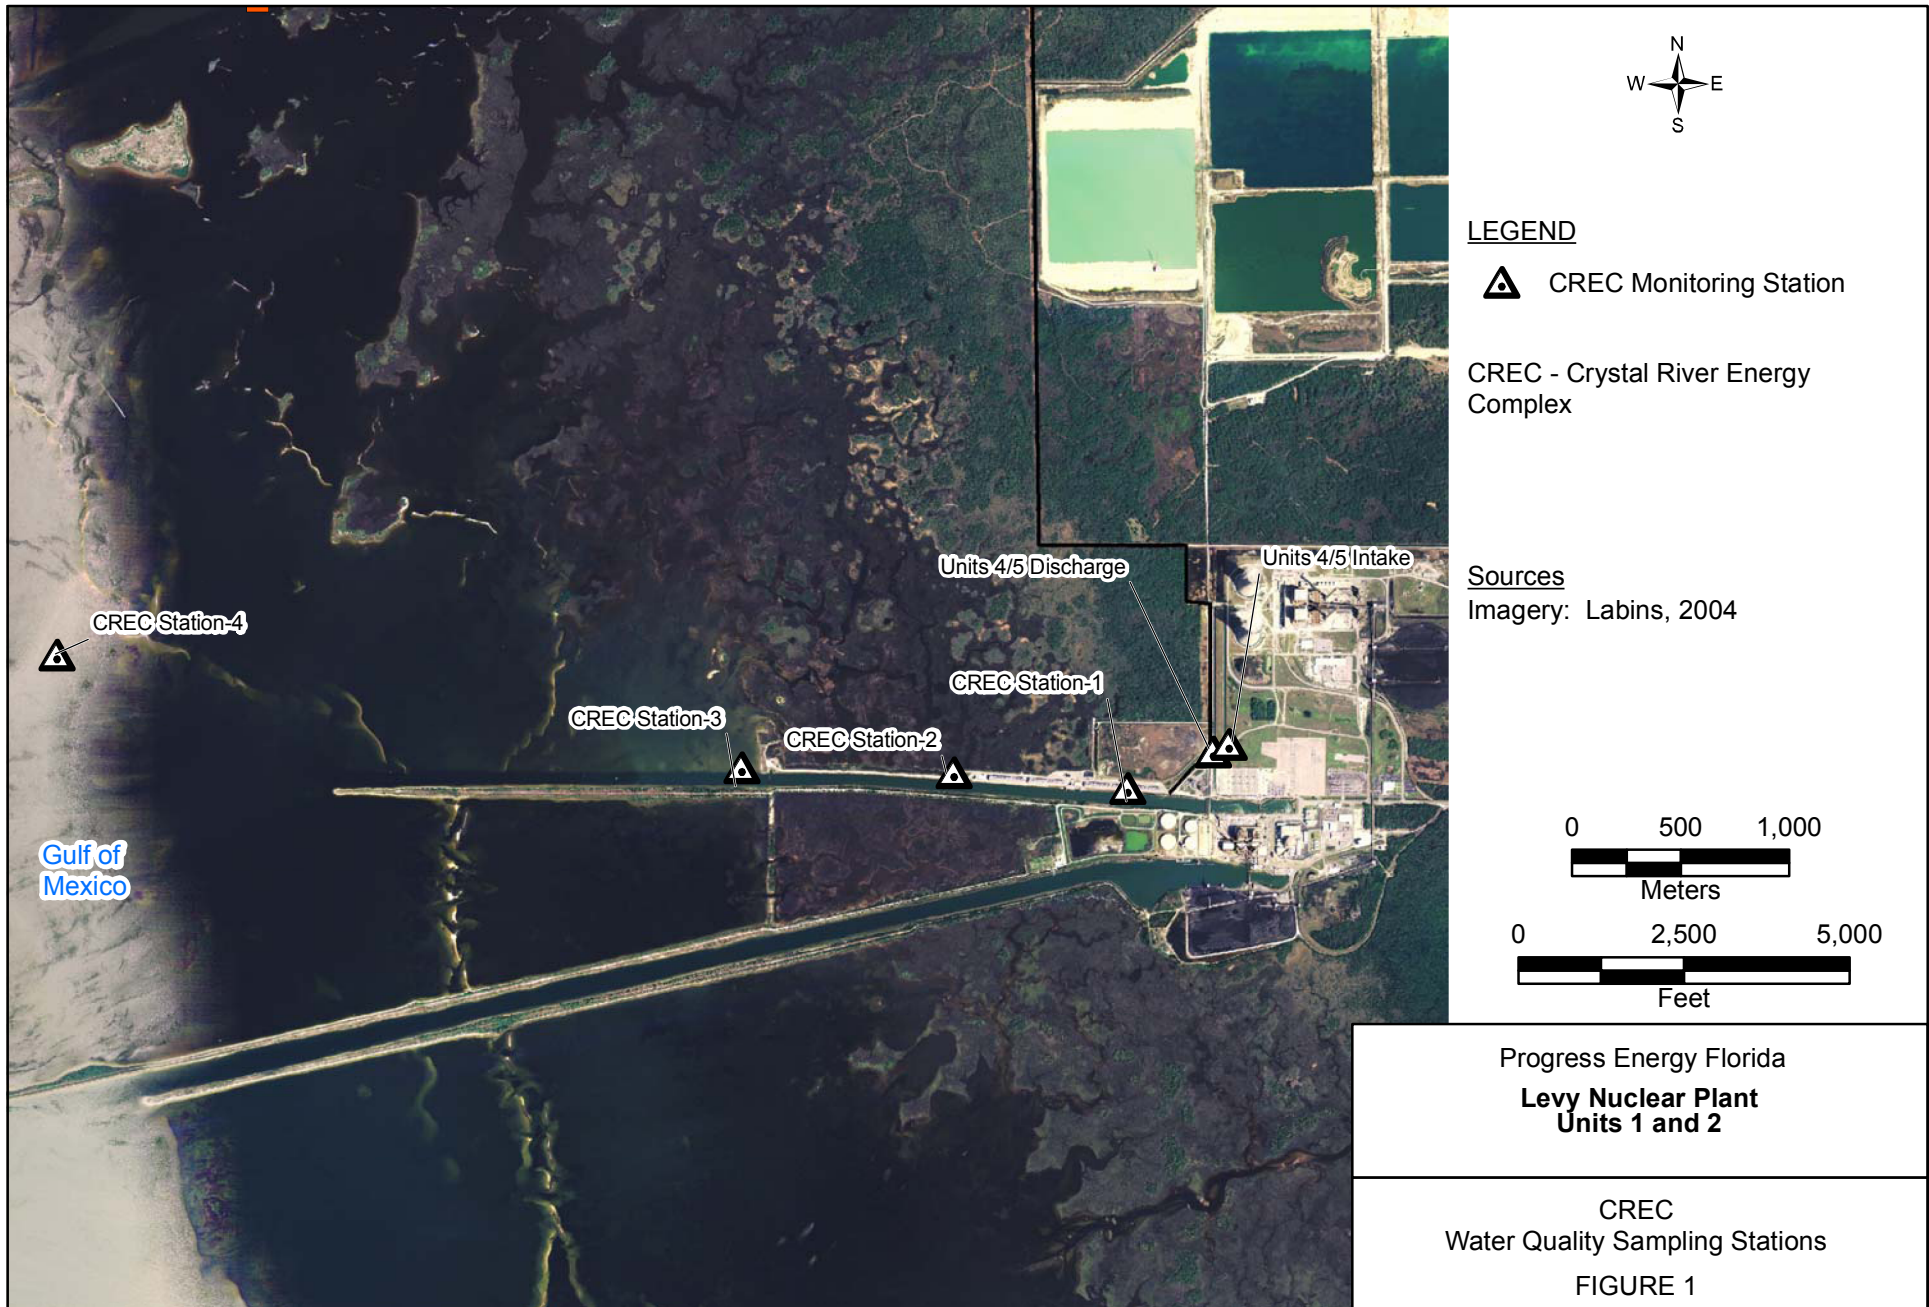 N
W E
S
LEGEND
CREC Monitoring Station
CREC - Crystal River Energy
Complex
Units 4/5 Discharge
Units 4/5 Intake
Sources
Imagery: Labins, 2004
CREC Station-4
CREC Station-1
CREC Station-3
CREC Station-2
Gulf of
Mexico
0 500 1,000
Meters
0 2,500 5,000
Feet
Progress Energy Florida
Levy Nuclear Plant
Units 1 and 2
CREC
Water Quality Sampling Stations
FIGURE 1